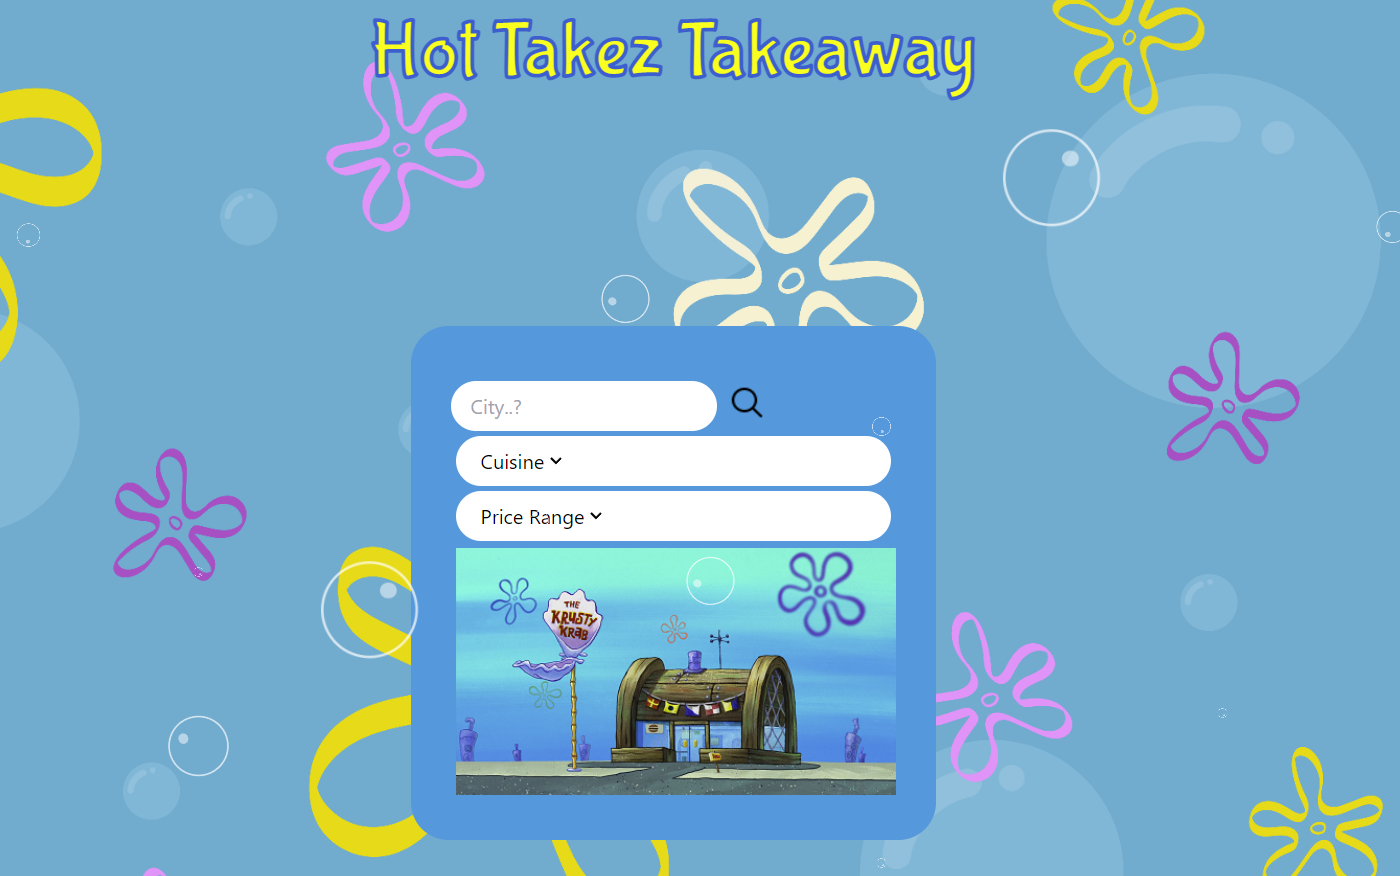 Hot Takez Takeaway
City..?
Cuisine
Price Range
THE
KRUSTY
KRAB